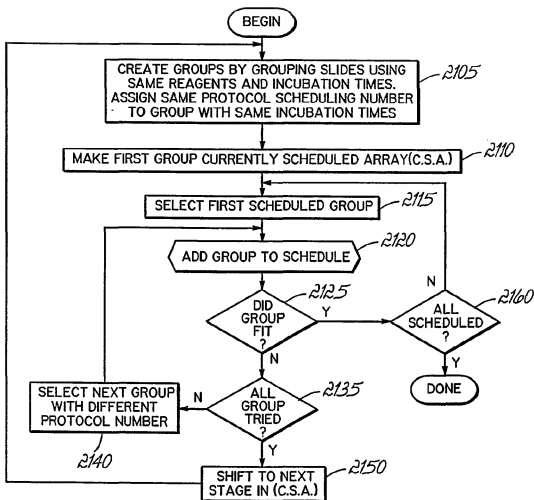 BEGIN
CREATE GROUPS BY GROUPING SLIDES USING
SAME REAGENTS AND INCUBATION TIMES.
ASSIGN SAME PROTOCOL SCHEDULING NUMBER
TO GROUP WITH SAME INCUBATION TIMES
2105
MAKE FIRST GROUP CURRENTLY SCHEDULED ARRAY(C.S.A.)
2110
SELECT FIRST SCHEDULED GROUP
2115
ADD GROUP TO SCHEDULE
2120
DID
GROUP
FIT
?
2125
Y
N
ALL
SCHEDULED
?
2160
N
Y
DONE
ALL
GROUP
TRIED
?
2135
N
Y
SELECT NEXT GROUP
WITH DIFFERENT
PROTOCOL NUMBER
2140
SHIFT TO NEXT
STAGE IN (C.S.A.)
2150